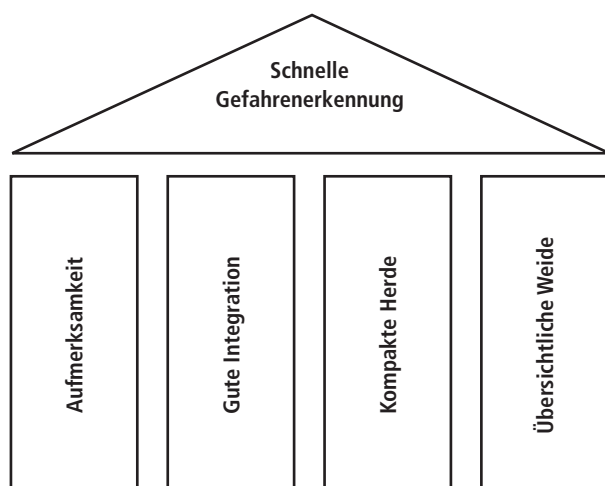 Schnelle
Gefahrenerkennung
Aufmerksamkeit
Gute Integration
Kompakte Herde
Übersichtliche Weide